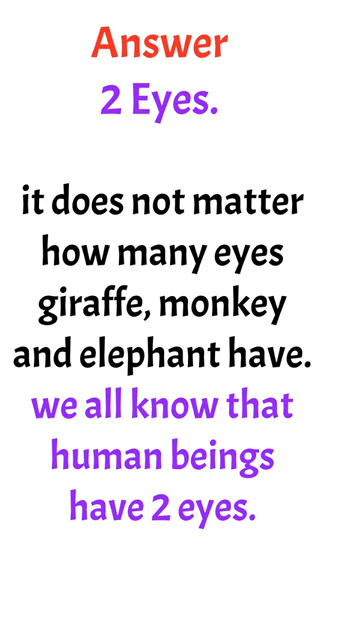 Answer
2 Eyes.
it does not matter
how many eyes
giraffe, monkey
and elephant have.
we all know that
human beings
have 2 eyes.